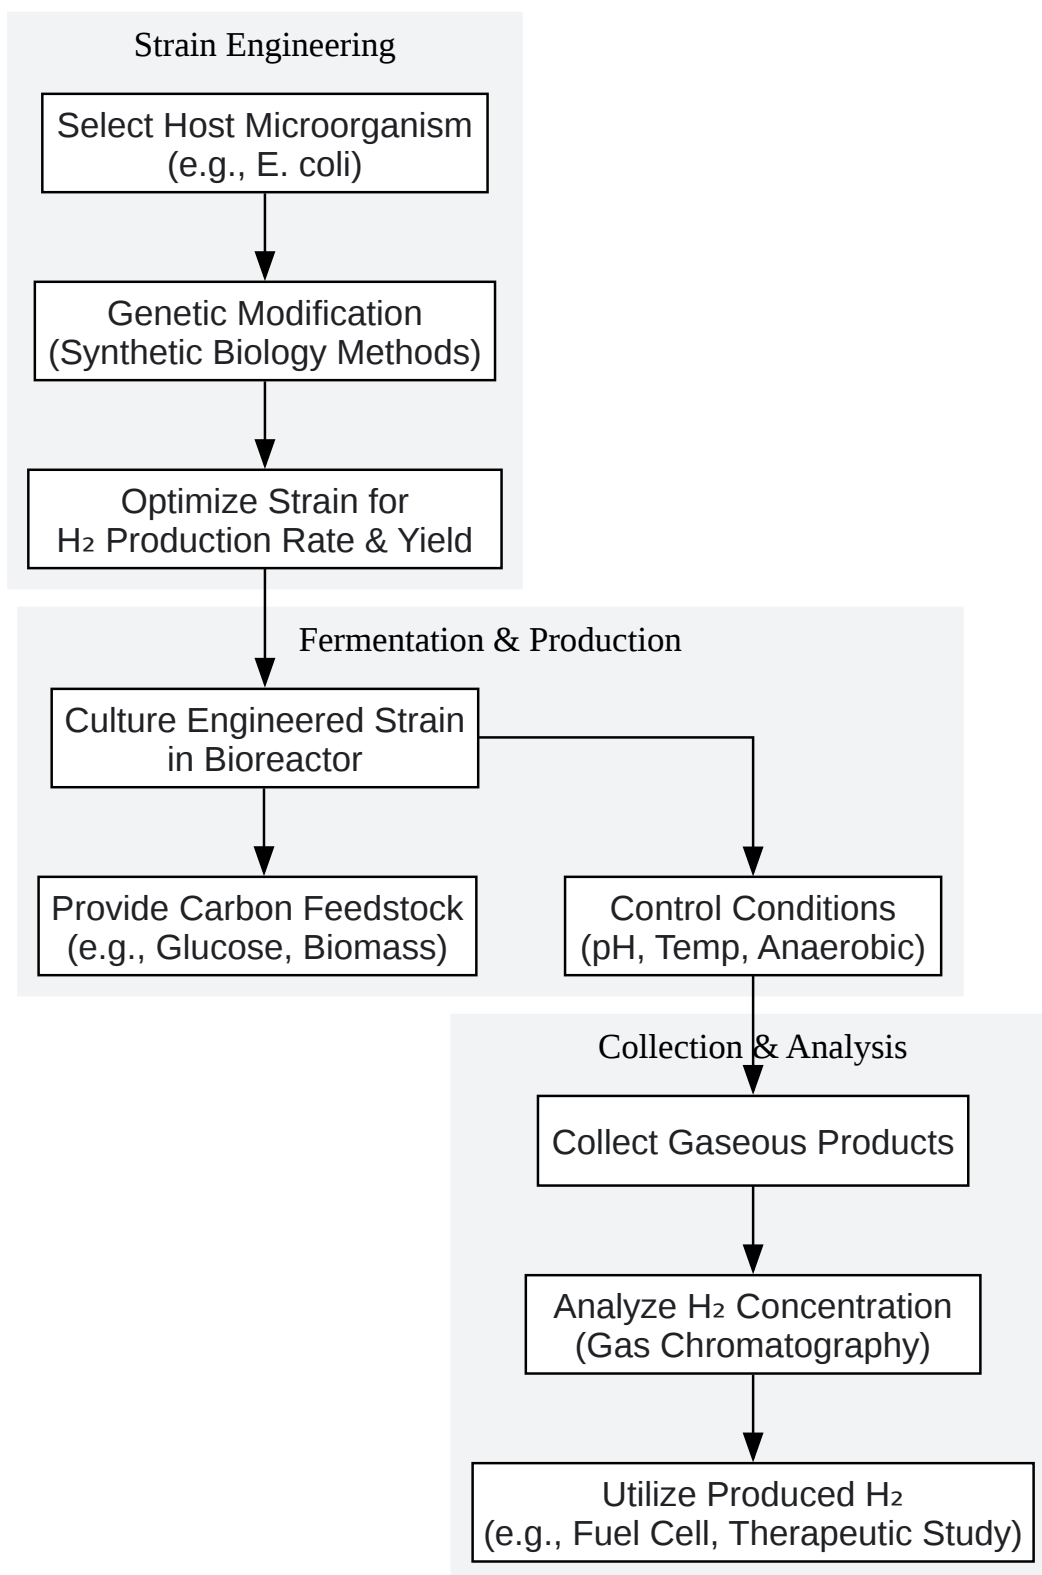 Strain Engineering
Select Host Microorganism
(e.g., E. coli)
Genetic Modification
(Synthetic Biology Methods)
Optimize Strain for
H₂ Production Rate & Yield
Fermentation & Production
Culture Engineered Strain
in Bioreactor
Provide Carbon Feedstock
(e.g., Glucose, Biomass)
Control Conditions
(pH, Temp, Anaerobic)
Collection & Analysis
Collect Gaseous Products
Analyze H₂ Concentration
(Gas Chromatography)
Utilize Produced H₂
(e.g., Fuel Cell, Therapeutic Study)